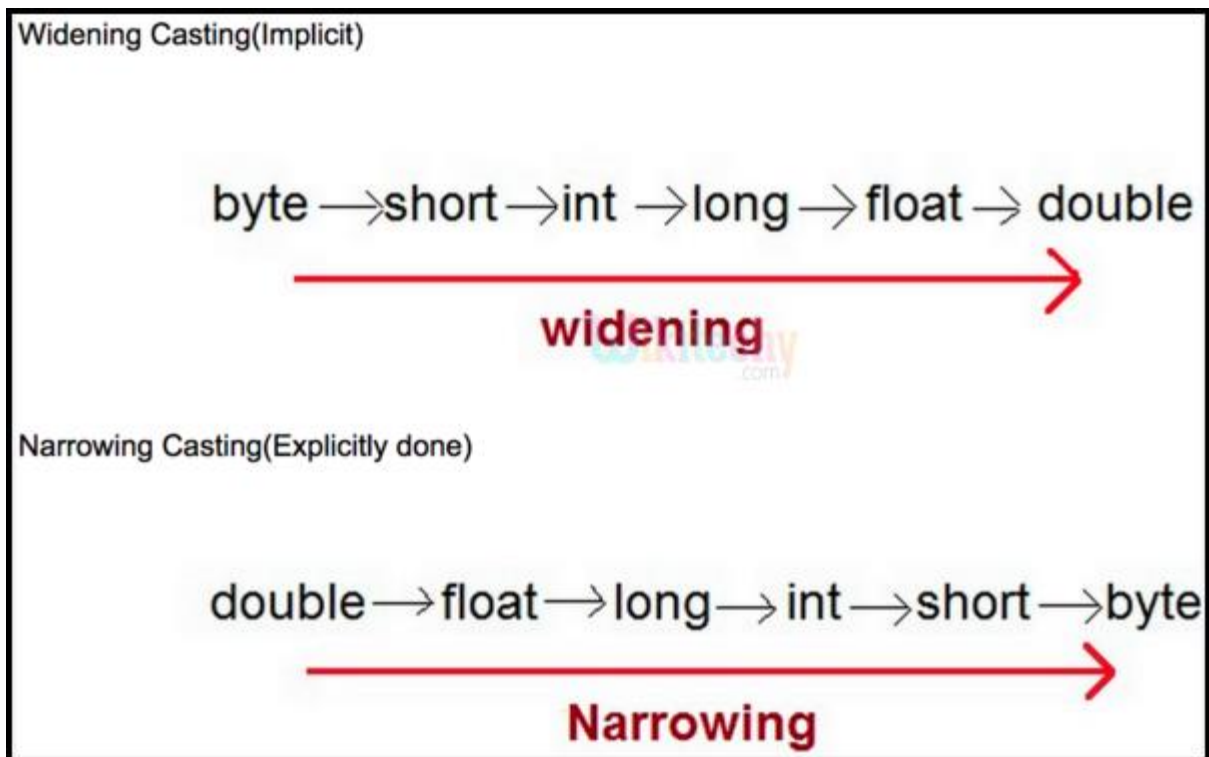 Widening Casting(Implicit)
byte →short→int →long→ float→ double
widening
.com
Narrowing Casting(Explicitly done)
double→float→long→int→short→byte
Narrowing